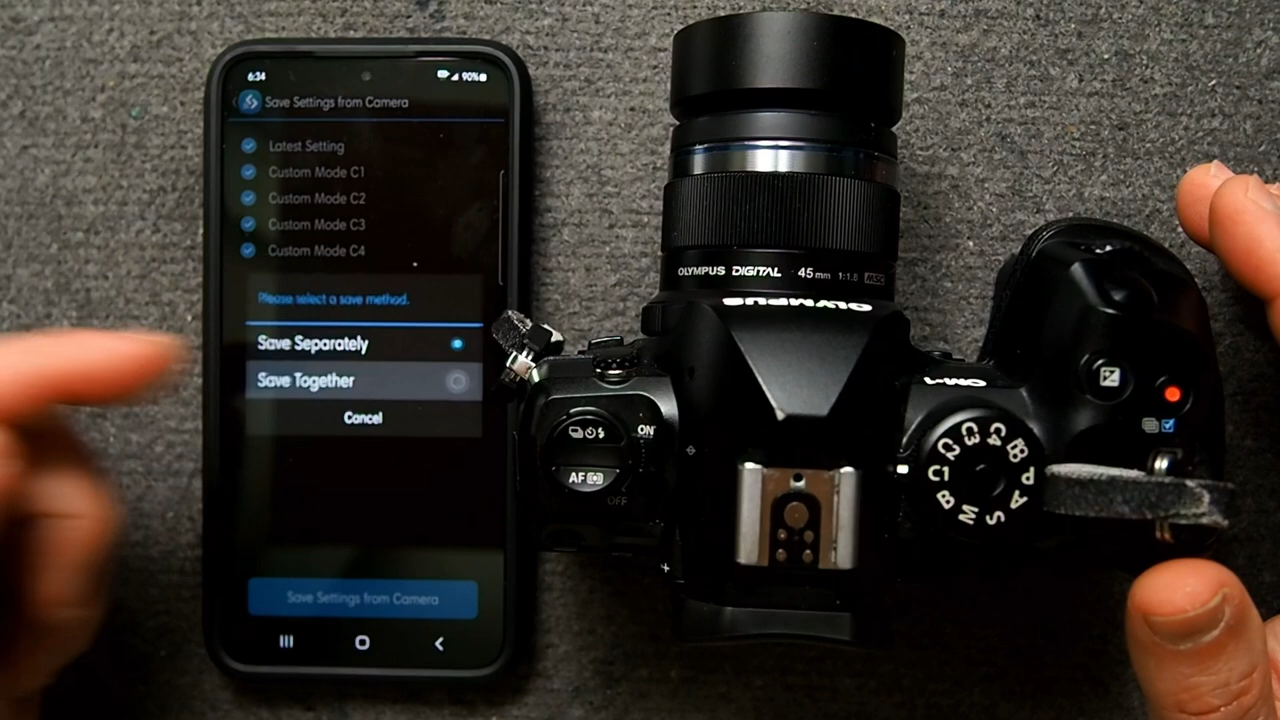 6:34
90%
Save Settings from Camera
Latest Setting
Custom Mode C1
Custom Mode C2
Custom Mode C3
Custom Mode C4
Please select a save method.
Save Separately
Save Together
Cancel
Save Settings from Camera
OLYMPUS DIGITAL 45mm 1:1.8 MSC
OLYMPUS
OM-1
ON
AF
OFF
C4
C3
C2
C1
B
M
S
A
P